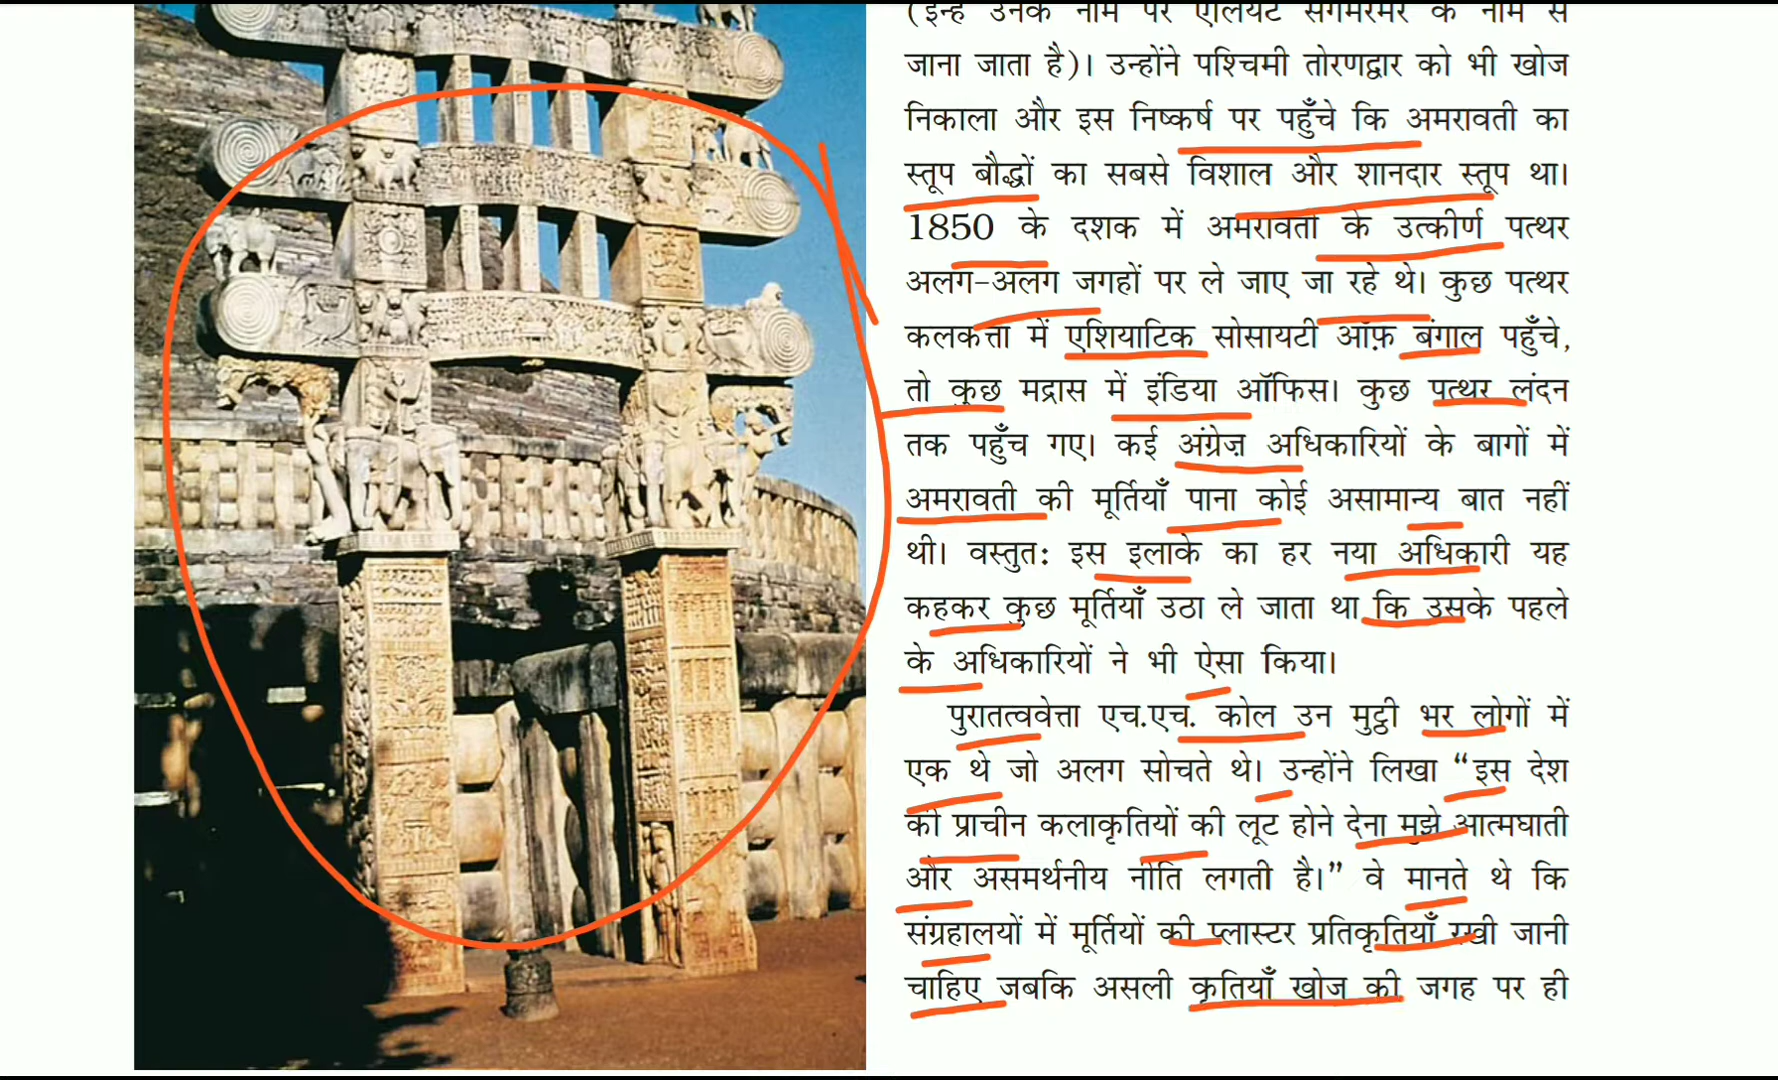 (इन्हें उनके नाम पर एलियट संगमरमर के नाम से
जाना जाता है)। उन्होंने पश्चिमी तोरणद्वार को भी खोज
निकाला और इस निष्कर्ष पर पहुँचे कि अमरावती का
स्तूप बौद्धों का सबसे विशाल और शानदार स्तूप था।
1850 के दशक में अमरावती के उत्कीर्ण पत्थर
अलग-अलग जगहों पर ले जाए जा रहे थे। कुछ पत्थर
कलकत्ता में एशियाटिक सोसायटी ऑफ़ बंगाल पहुँचे,
तो कुछ मद्रास में इंडिया ऑफिस। कुछ पत्थर लंदन
तक पहुँच गए। कई अंग्रेज़ अधिकारियों के बागों में
अमरावती की मूर्तियाँ पाना कोई असामान्य बात नहीं
थी। वस्तुत: इस इलाके का हर नया अधिकारी यह
कहकर कुछ मूर्तियाँ उठा ले जाता था कि उसके पहले
के अधिकारियों ने भी ऐसा किया।
पुरातत्ववेत्ता एच.एच. कोल उन मुट्ठी भर लोगों में
एक थे जो अलग सोचते थे। उन्होंने लिखा “इस देश
की प्राचीन कलाकृतियों की लूट होने देना मुझे आत्मघाती
और असमर्थनीय नीति लगती है।” वे मानते थे कि
संग्रहालयों में मूर्तियों की प्लास्टर प्रतिकृतियाँ रखी जानी
चाहिए जबकि असली कृतियाँ खोज की जगह पर ही